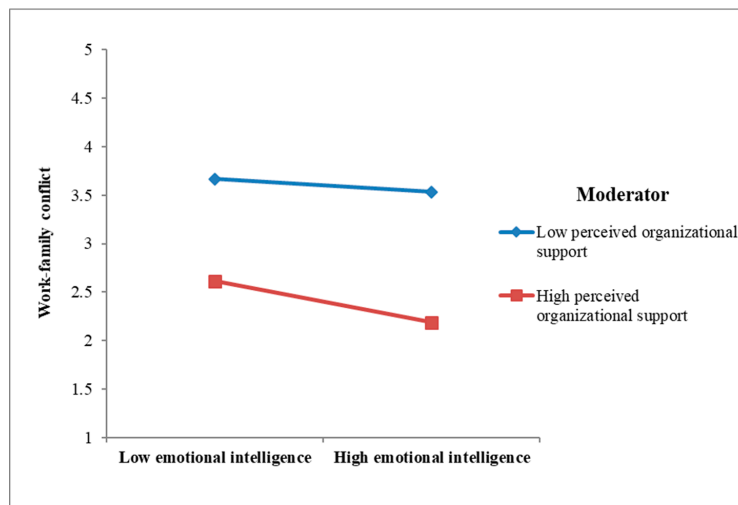 5
4.5
4
3.5
3
2.5
2
1.5
1
Work-family conflict
Low emotional intelligence
High emotional intelligence
Moderator
Low perceived organizational
support
High perceived
organizational support